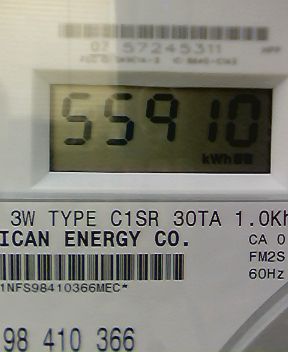 07 57245311
55910
kWh
3W TYPE C1SR 30TA 1.0Kh
ICAN ENERGY CO.
CA 0
FM2S
60Hz
1NFS98410366MEC*
98 410 366